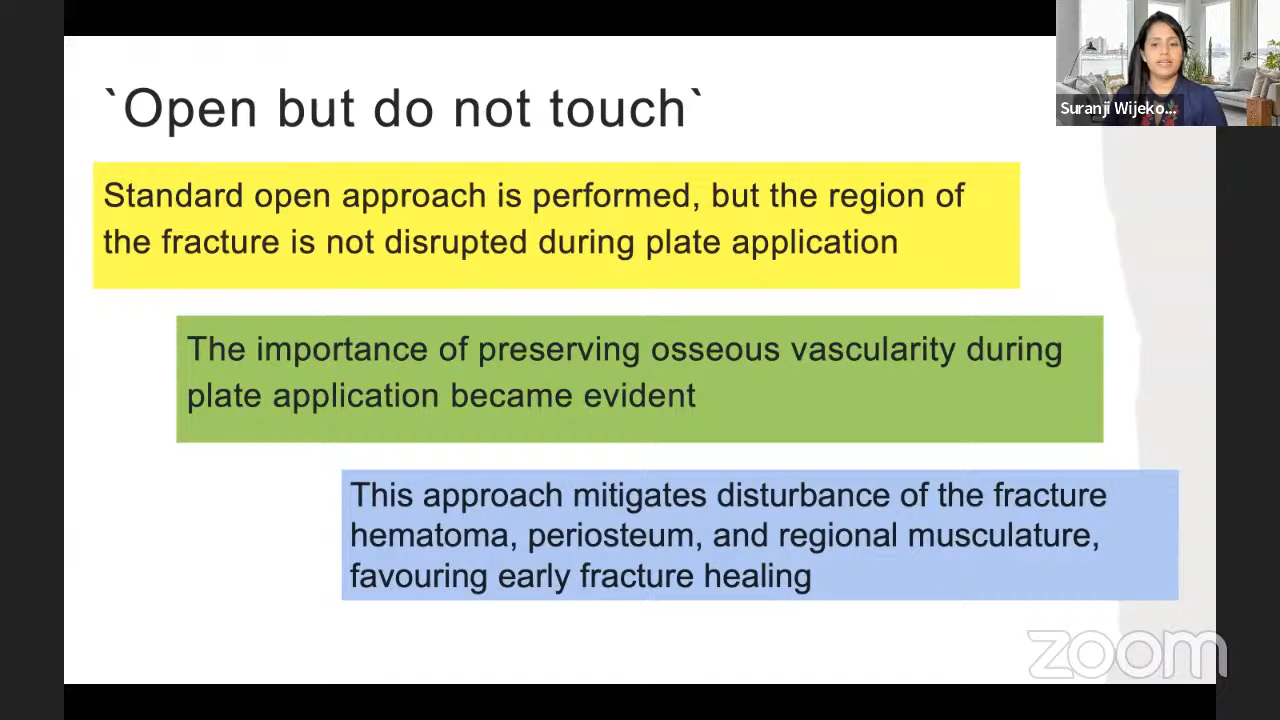 `Open but do not touch`
Suranji Wijeko...
Standard open approach is performed, but the region of
the fracture is not disrupted during plate application
The importance of preserving osseous vascularity during
plate application became evident
This approach mitigates disturbance of the fracture
hematoma, periosteum, and regional musculature,
favouring early fracture healing
zoom